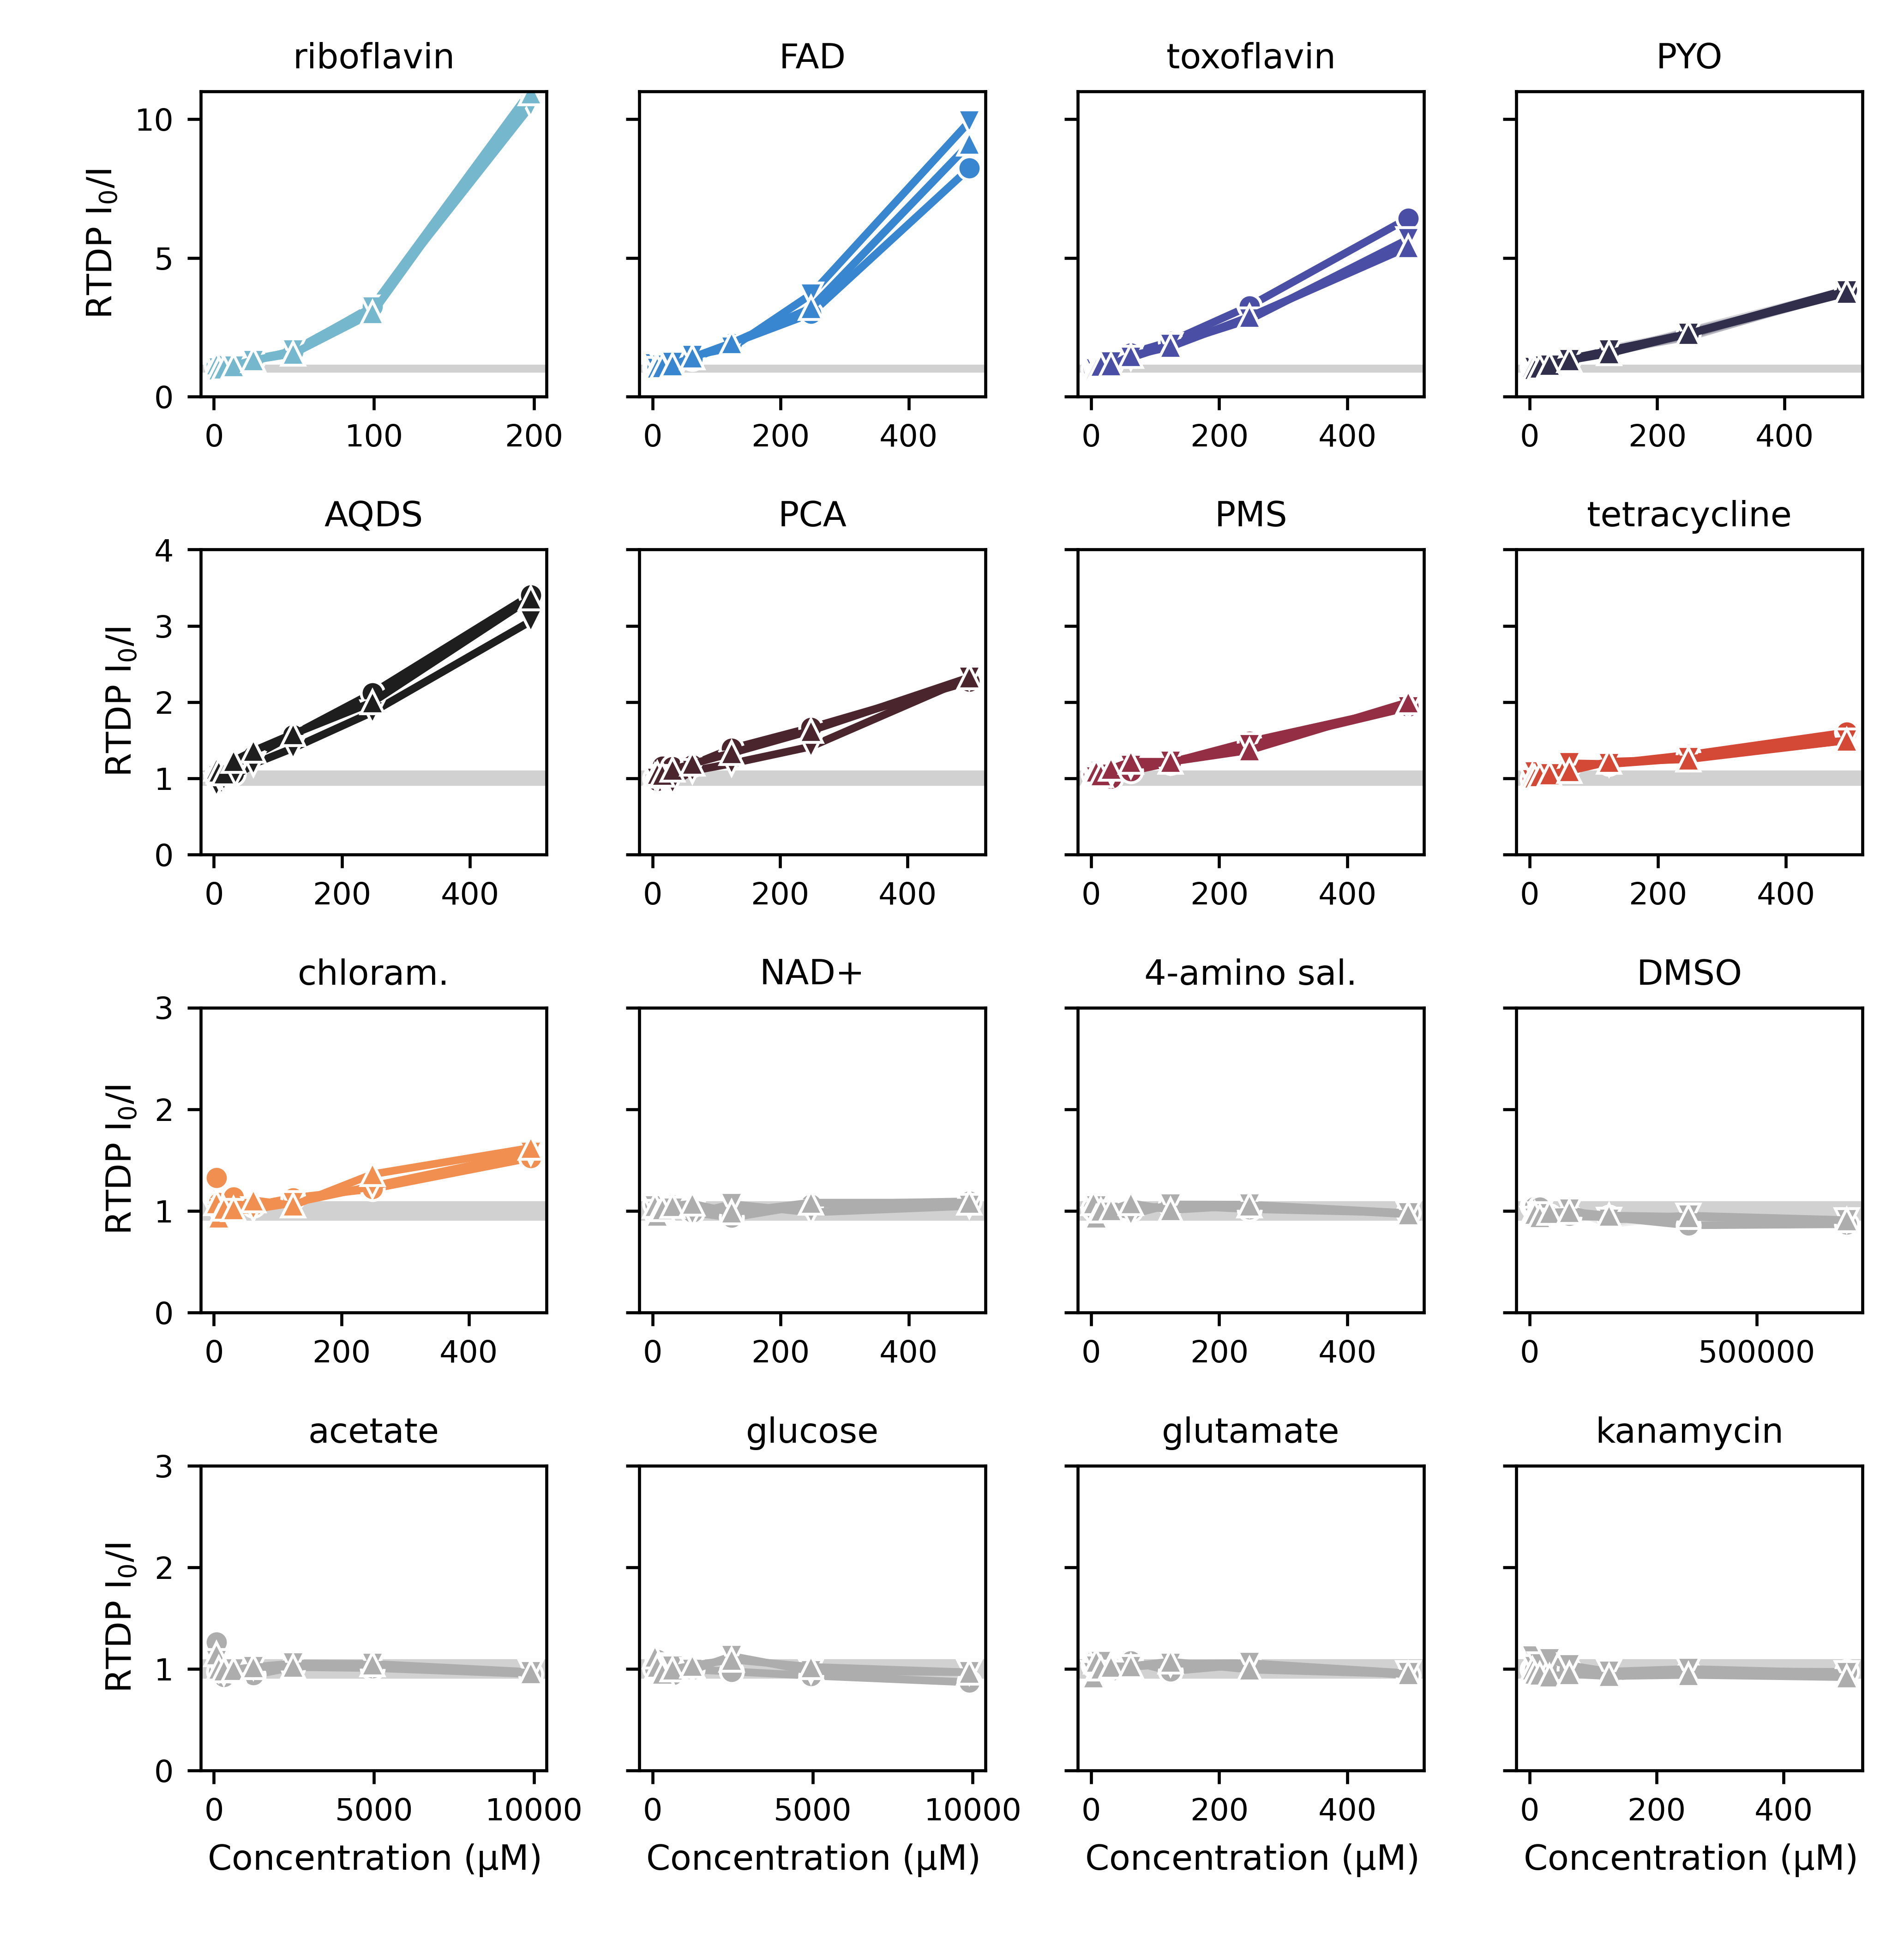 riboflavin FAD toxoflavin PYO
10
5
0
RTDP I₀/I
0 100 200 0 200 400 0 200 400 0 200 400
AQDS PCA PMS tetracycline
4
3
2
1
0
RTDP I₀/I
0 200 400 0 200 400 0 200 400 0 200 400
chloram. NAD+ 4-amino sal. DMSO
3
2
1
0
RTDP I₀/I
0 200 400 0 200 400 0 200 400 0 500000
acetate glucose glutamate kanamycin
3
2
1
0
RTDP I₀/I
0 5000 10000 0 5000 10000 0 200 400 0 200 400
Concentration (µM) Concentration (µM) Concentration (µM) Concentration (µM)